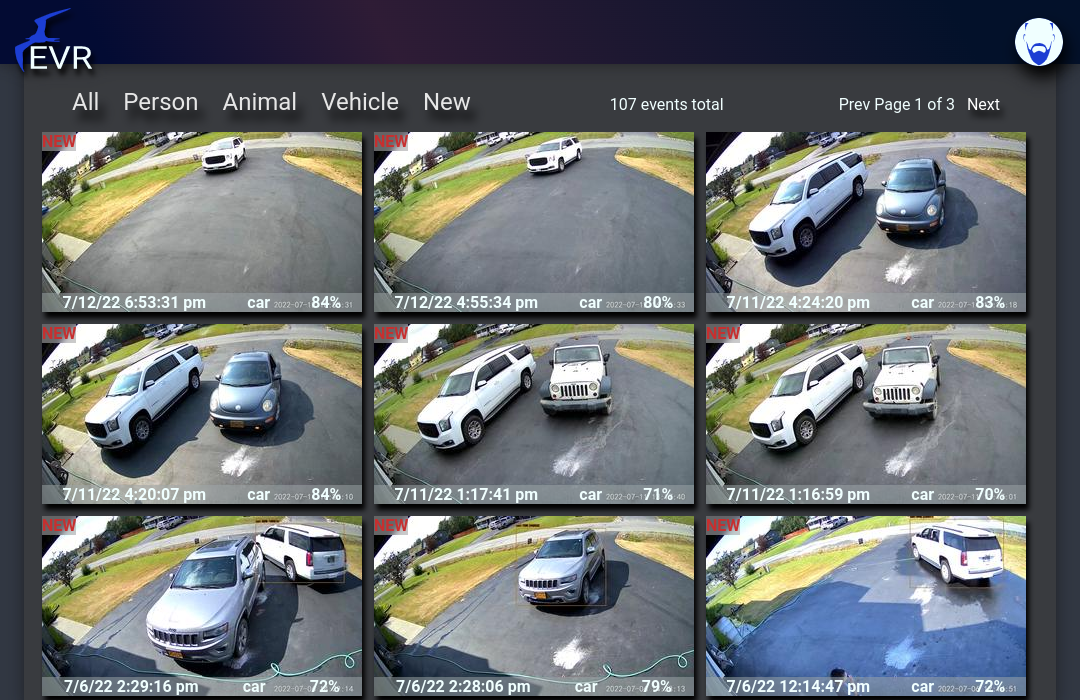 EVR
All Person Animal Vehicle New 107 events total Prev Page 1 of 3 Next
NEW NEW
7/12/22 6:53:31 pm car 84% 7/12/22 4:55:34 pm car 80% 7/11/22 4:24:20 pm car 83%
NEW NEW NEW
7/11/22 4:20:07 pm car 84% 7/11/22 1:17:41 pm car 71% 7/11/22 1:16:59 pm car 70%
NEW NEW NEW
7/6/22 2:29:16 pm car 72% 7/6/22 2:28:06 pm car 79% 7/6/22 12:14:47 pm car 72%